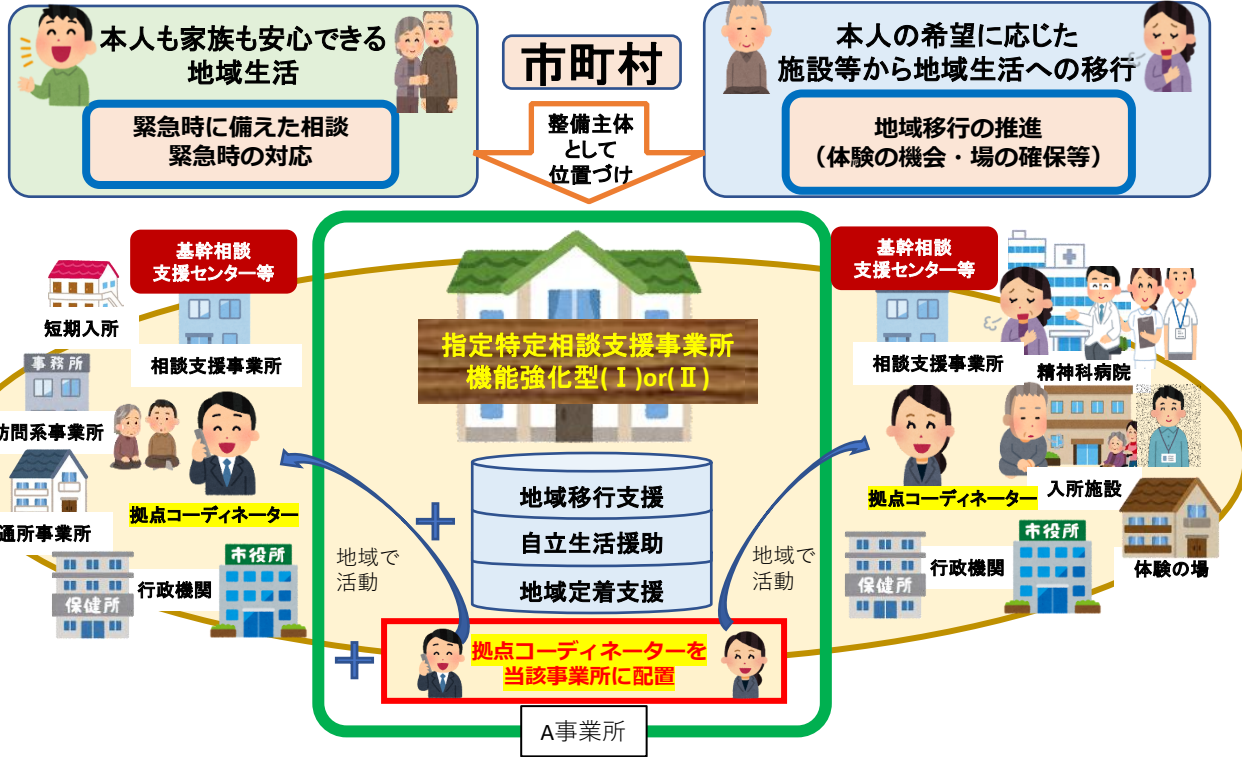 本人も家族も安心できる
地域生活
緊急時に備えた相談
緊急時の対応
市町村
整備主体
として
位置づけ
本人の希望に応じた
施設等から地域生活への移行
地域移行の推進
（体験の機会・場の確保等）
基幹相談
支援センター等
短期入所
相談支援事業所
事務所
訪問系事業所
通所事業所
拠点コーディネーター
行政機関
保健所
市役所
指定特定相談支援事業所
機能強化型(Ⅰ)or(Ⅱ)
地域移行支援
自立生活援助
地域定着支援
地域で
活動
地域で
活動
拠点コーディネーターを
当該事業所に配置
A事業所
基幹相談
支援センター等
相談支援事業所
精神科病院
拠点コーディネーター
入所施設
体験の場
行政機関
保健所
市役所